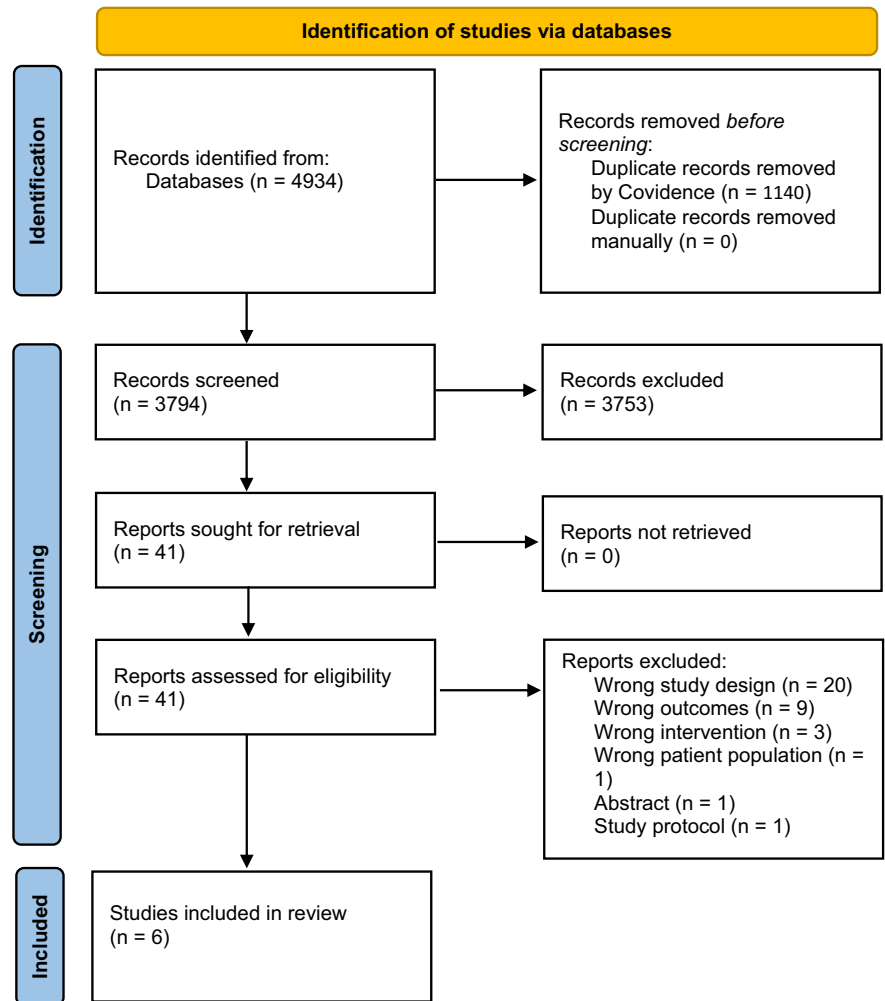 Identification of studies via databases
Identification
Records identified from:
Databases (n = 4934)
Records removed before
screening:
Duplicate records removed
by Covidence (n = 1140)
Duplicate records removed
manually (n = 0)
Screening
Records screened
(n = 3794)
Records excluded
(n = 3753)
Reports sought for retrieval
(n = 41)
Reports not retrieved
(n = 0)
Reports assessed for eligibility
(n = 41)
Reports excluded:
Wrong study design (n = 20)
Wrong outcomes (n = 9)
Wrong intervention (n = 3)
Wrong patient population (n =
1)
Abstract (n = 1)
Study protocol (n = 1)
Included
Studies included in review
(n = 6)